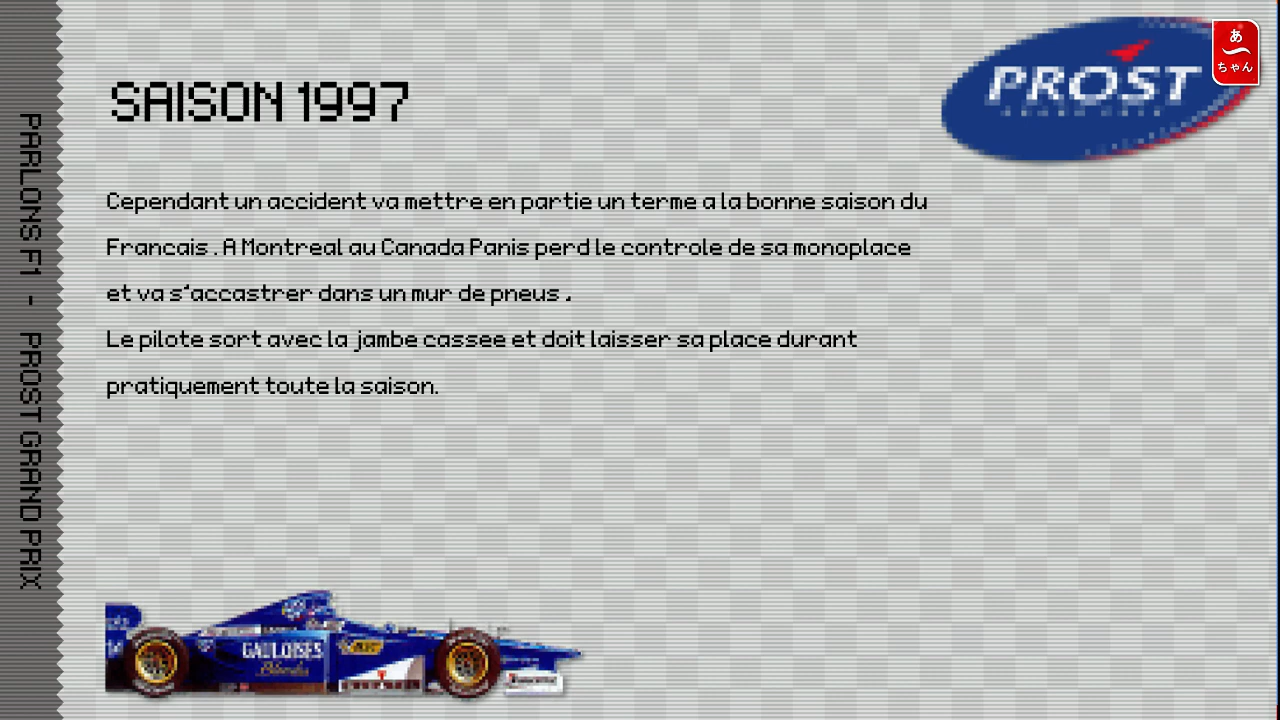 SAISON 1997
PROST
あー
ちゃん
Cependant un accident va mettre en partie un terme a la bonne saison du
Francais . A Montreal au Canada Panis perd le controle de sa monoplace
et va s'accastrer dans un mur de pneus .
Le pilote sort avec la jambe cassee et doit laisser sa place durant
pratiquement toute la saison.
PARLONS F1 - PROST GRAND PRIX
GAULOISES
Blondes